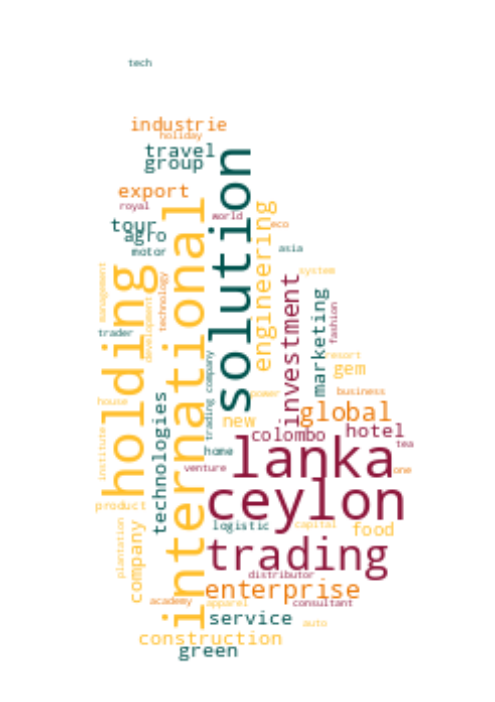 tech
industrie
holiday
travel
group
solution
export
international
royal
engineering
world
tour
eco
agro
asia
motor
management
holding
technology
system
investment
marketing
development
fashion
trader
trading company
resort
gem
power
business
house
technologies
global
new
hotel
colombo
institute
lanka
tea
home
venture
one
ceylon
product
plantation
company
logistic
capital
food
trading
distributor
enterprise
academy
apparel
consultant
service
auto
construction
green